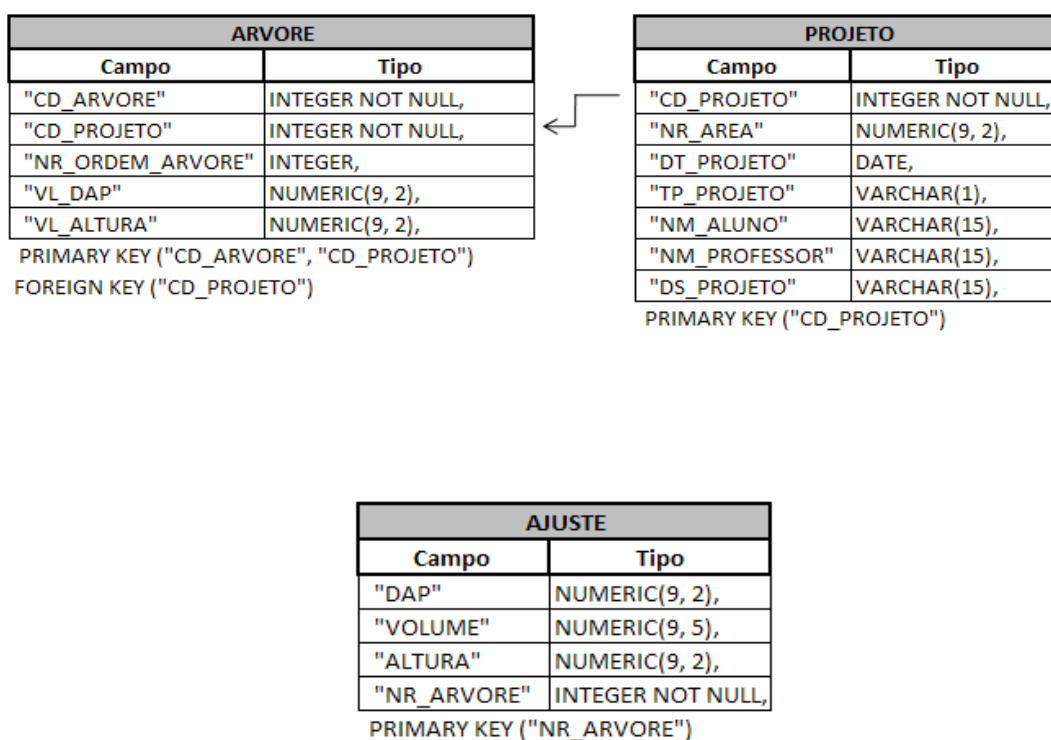 ARVORE
Campo Tipo
"CD_ARVORE" INTEGER NOT NULL,
"CD_PROJETO" INTEGER NOT NULL,
"NR_ORDEM_ARVORE" INTEGER,
"VL_DAP" NUMERIC(9, 2),
"VL_ALTURA" NUMERIC(9, 2),
PRIMARY KEY ("CD_ARVORE", "CD_PROJETO")
FOREIGN KEY ("CD_PROJETO")
PROJETO
Campo Tipo
"CD_PROJETO" INTEGER NOT NULL,
"NR_AREA" NUMERIC(9, 2),
"DT_PROJETO" DATE,
"TP_PROJETO" VARCHAR(1),
"NM_ALUNO" VARCHAR(15),
"NM_PROFESSOR" VARCHAR(15),
"DS_PROJETO" VARCHAR(15),
PRIMARY KEY ("CD_PROJETO")
AJUSTE
Campo Tipo
"DAP" NUMERIC(9, 2),
"VOLUME" NUMERIC(9, 5),
"ALTURA" NUMERIC(9, 2),
"NR_ARVORE" INTEGER NOT NULL,
PRIMARY KEY ("NR_ARVORE")